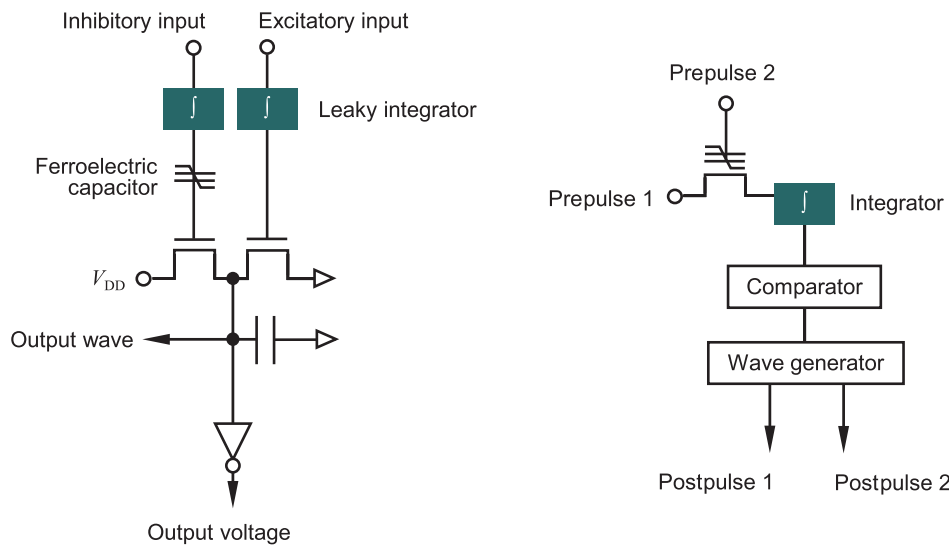 Inhibitory input
Excitatory input
∫
∫
Leaky integrator
Ferroelectric
capacitor
V_DD
Output wave
Output voltage
Prepulse 2
Prepulse 1
∫
Integrator
Comparator
Wave generator
Postpulse 1
Postpulse 2